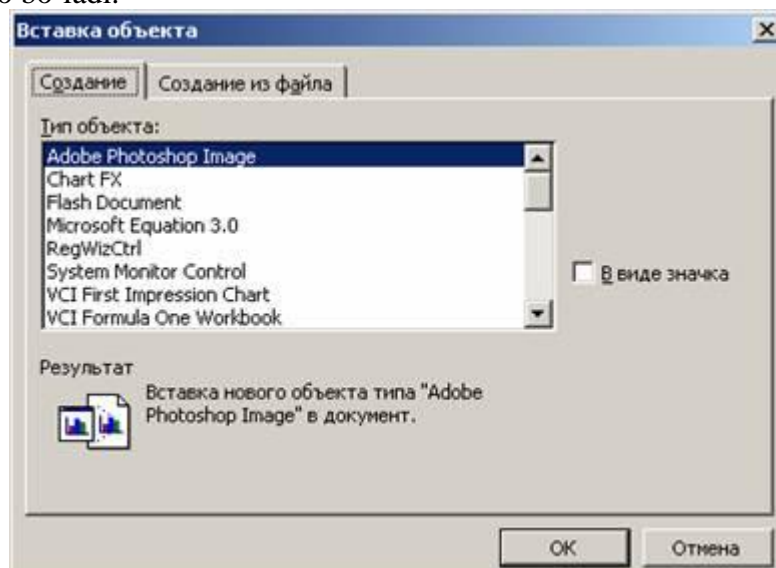 Вставка объекта
Создание Создание из файла
Тип объекта:
Adobe Photoshop Image
Chart FX
Flash Document
Microsoft Equation 3.0
RegWizCtrl
System Monitor Control
VCI First Impression Chart
VCI Formula One Workbook
В виде значка
Результат
Вставка нового объекта типа "Adobe
Photoshop Image" в документ.
OK Отмена